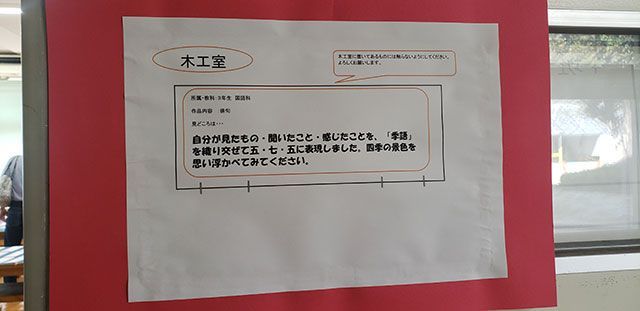 木工室
木工室に置いてあるものには触らないようにしてください。
よろしくお願いします。
所属・教科:3年生 国語科
作品内容 俳句
見どころは・・・
自分が見たもの・聞いたこと・感じたことを、「季語」
を織り交ぜて五・七・五に表現しました。四季の景色を
思い浮かべてみてください。